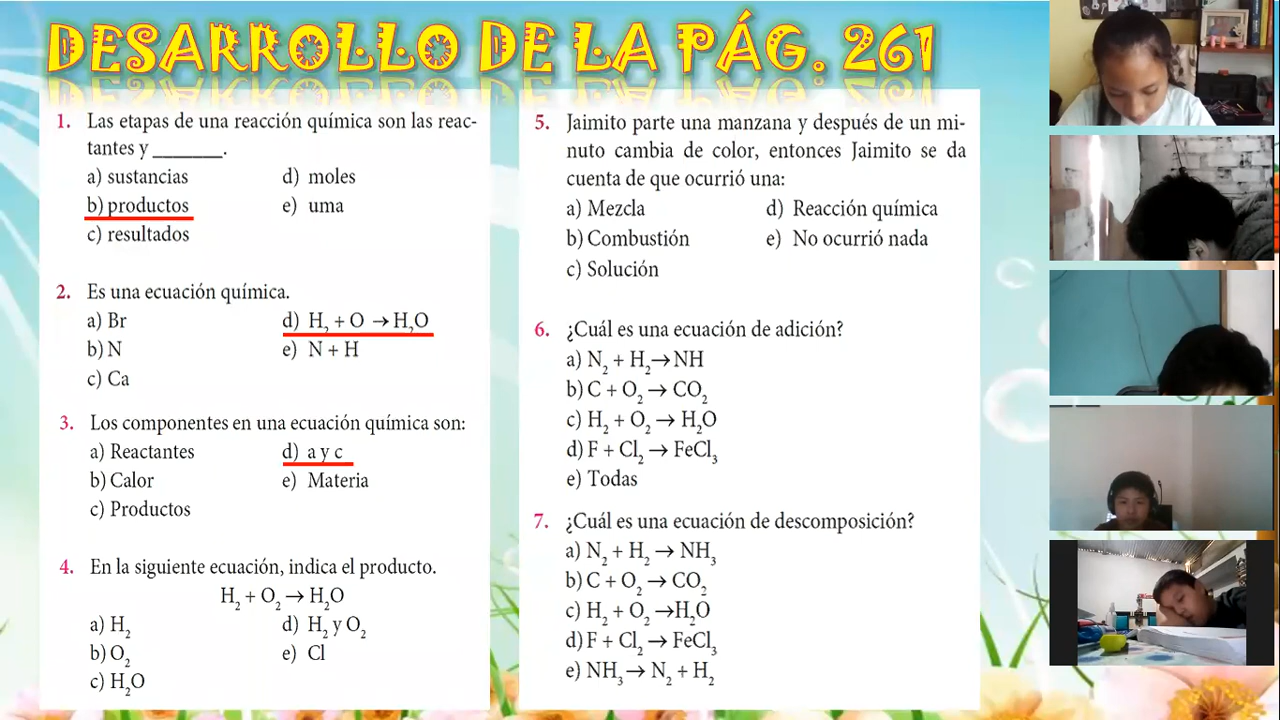 DESARROLLO DE LA PÁG. 261
1. Las etapas de una reacción química son las reac-
tantes y _______.
a) sustancias
d) moles
b) productos
e) uma
c) resultados
2. Es una ecuación química.
a) Br
d) H₂ + O → H₂O
b) N
e) N + H
c) Ca
3. Los componentes en una ecuación química son:
a) Reactantes
d) a y c
b) Calor
e) Materia
c) Productos
4. En la siguiente ecuación, indica el producto.
H₂ + O₂ → H₂O
a) H₂
d) H₂ y O₂
b) O₂
e) Cl
c) H₂O
5. Jaimito parte una manzana y después de un mi-
nuto cambia de color, entonces Jaimito se da
cuenta de que ocurrió una:
a) Mezcla
d) Reacción química
b) Combustión
e) No ocurrió nada
c) Solución
6. ¿Cuál es una ecuación de adición?
a) N₂ + H₂ → NH
b) C + O₂ → CO₂
c) H₂ + O₂ → H₂O
d) F + Cl₂ → FeCl₃
e) Todas
7. ¿Cuál es una ecuación de descomposición?
a) N₂ + H₂ → NH₃
b) C + O₂ → CO₂
c) H₂ + O₂ → H₂O
d) F + Cl₂ → FeCl₃
e) NH₃ → N₂ + H₂